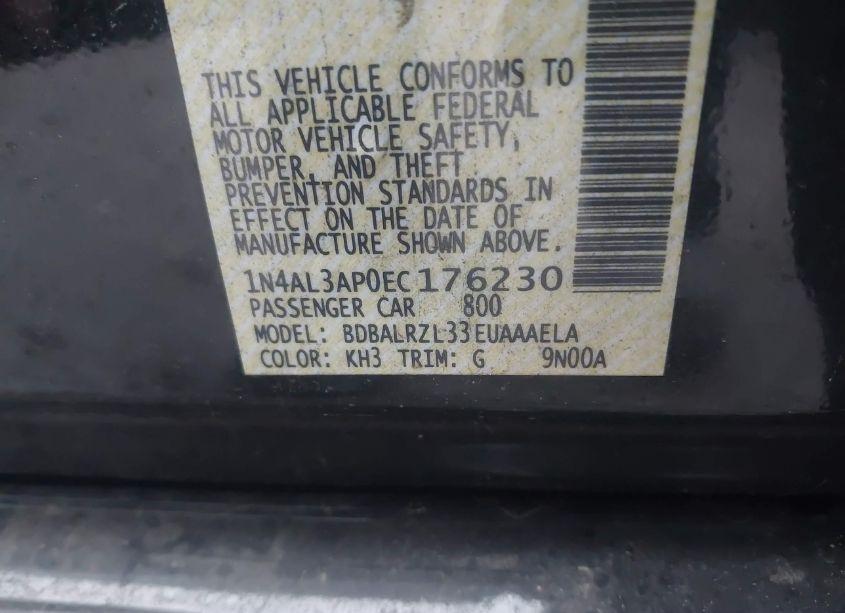 THIS VEHICLE CONFORMS TO
ALL APPLICABLE FEDERAL
MOTOR VEHICLE SAFETY,
BUMPER, AND THEFT
PREVENTION STANDARDS IN
EFFECT ON THE DATE OF
MANUFACTURE SHOWN ABOVE.
1N4AL3AP0EC176230
PASSENGER CAR 800
MODEL: BDBALRZL33EUAAAELA
COLOR: KH3 TRIM: G 9N00A